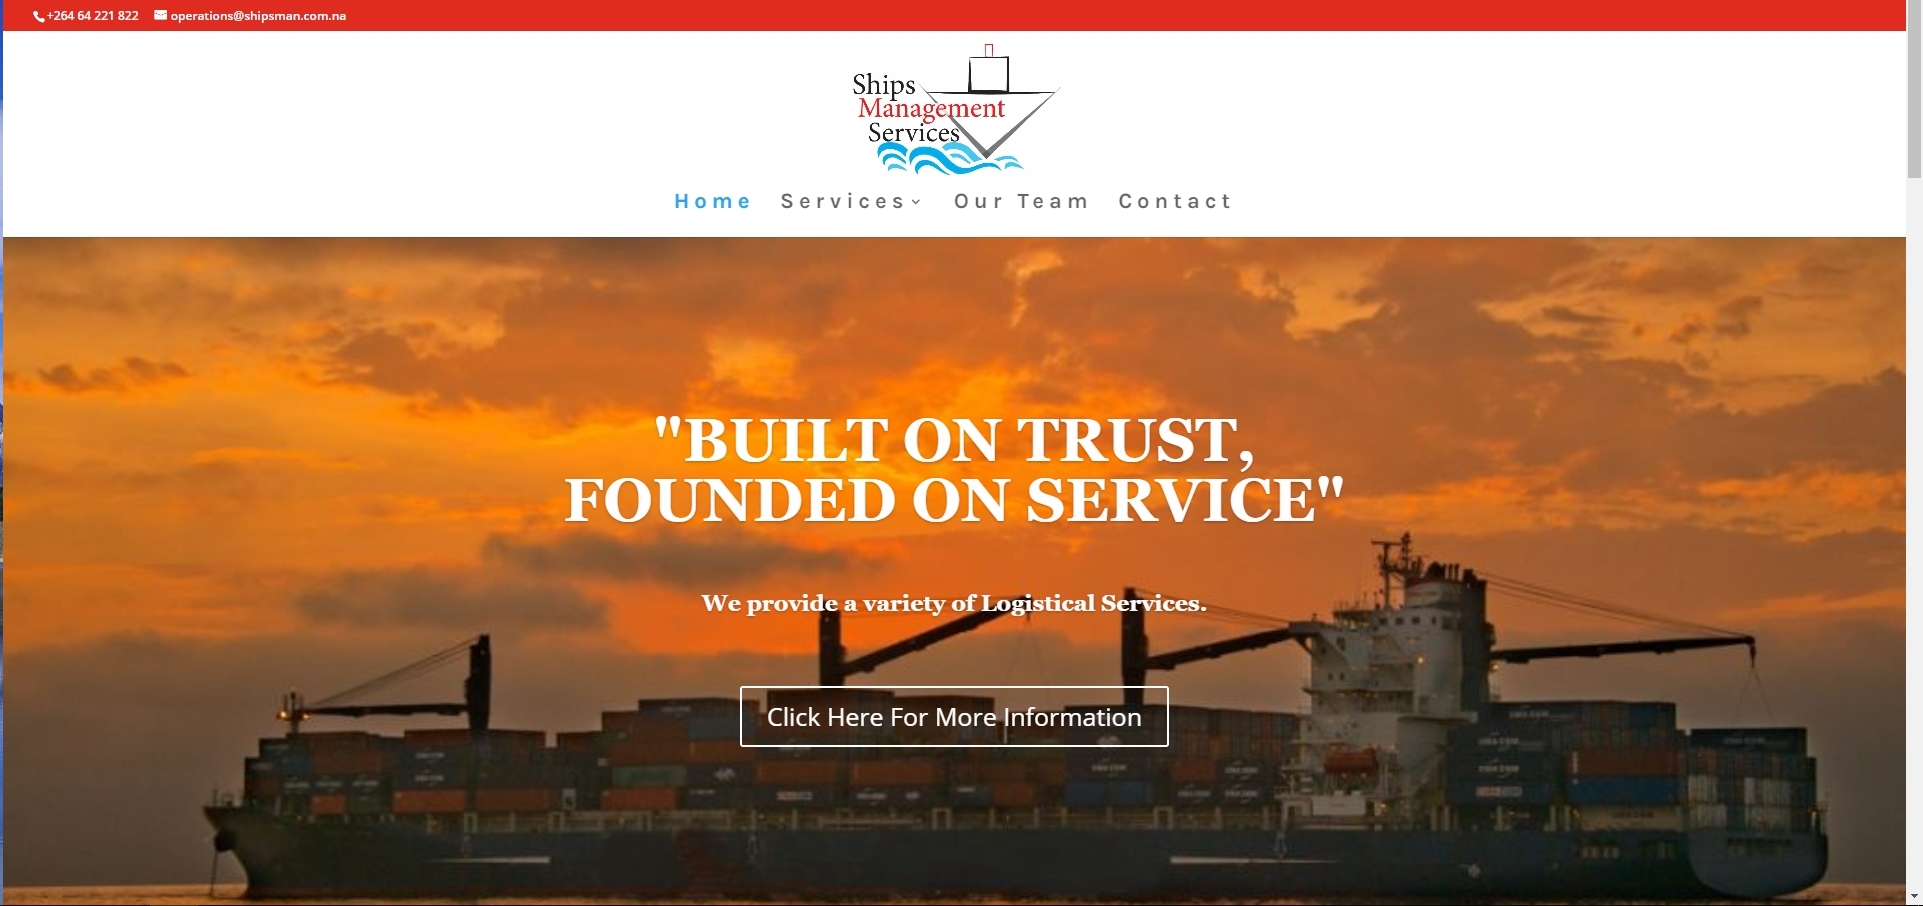 +264 64 221 822 operations@shipsman.com.na
Ships
Management
Services
Home Services Our Team Contact
"BUILT ON TRUST,
FOUNDED ON SERVICE"
We provide a variety of Logistical Services.
Click Here For More Information